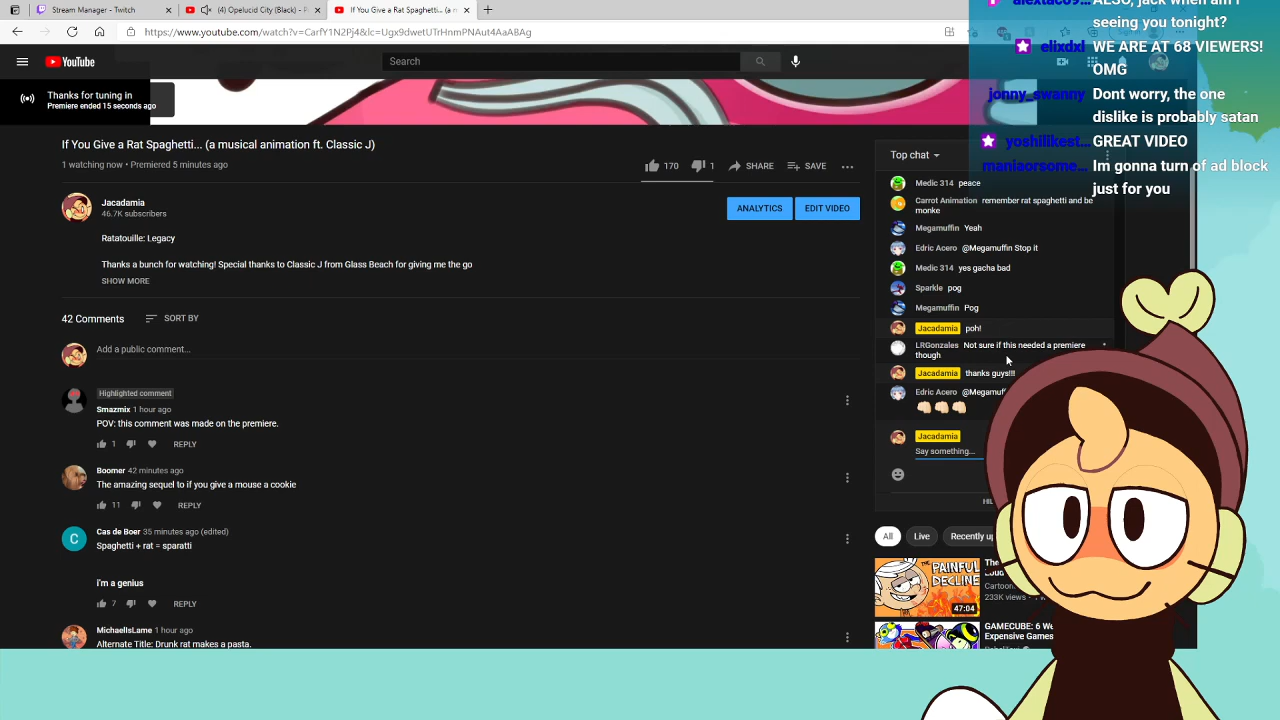 Stream Manager - Twitch
(4) Opelucid City (Black) - P
If You Give a Rat Spaghetti... (a n
https://www.youtube.com/watch?v=CarfY1N2Pj4&lc=Ugx9dwetUTrHnmPNAut4AaABAg
YouTube
Search
Thanks for tuning in
Premiere ended 15 seconds ago
If You Give a Rat Spaghetti... (a musical animation ft. Classic J)
1 watching now • Premiered 5 minutes ago
170
1
SHARE
SAVE
Jacadamia
46.7K subscribers
ANALYTICS
EDIT VIDEO
Ratatouille: Legacy
Thanks a bunch for watching! Special thanks to Classic J from Glass Beach for giving me the go
SHOW MORE
42 Comments
SORT BY
Add a public comment...
Highlighted comment
Smazmix 1 hour ago
POV: this comment was made on the premiere.
1
REPLY
Boomer 42 minutes ago
The amazing sequel to if you give a mouse a cookie
11
REPLY
Cas de Boer 35 minutes ago (edited)
Spaghetti + rat = sparatti
I'm a genius
7
REPLY
MichaelIsLame 1 hour ago
Alternate Title: Drunk rat makes a pasta.
Top chat
Medic 314 peace
Carrot Animation remember rat spaghetti and be
monke
Megamuffin Yeah
Edric Acero @Megamuffin Stop it
Medic 314 yes gacha bad
Sparkle pog
Megamuffin Pog
Jacadamia poh!
LRGonzales Not sure if this needed a premiere
though
Jacadamia thanks guys!!!
Edric Acero @Megamuf
Jacadamia
Say something...
All
Live
Recently up
THE PAINFUL
DECLINE
47:04
The
Loud
Cartoon
233K views
GAMECUBE: 6 We
Expensive Games
ALSO, jack when am I
seeing you tonight?
elixdxl WE ARE AT 68 VIEWERS!
OMG
jonny_swanny Dont worry, the one
dislike is probably satan
yoshilikest... GREAT VIDEO
maniaorsome... Im gonna turn of ad block
just for you